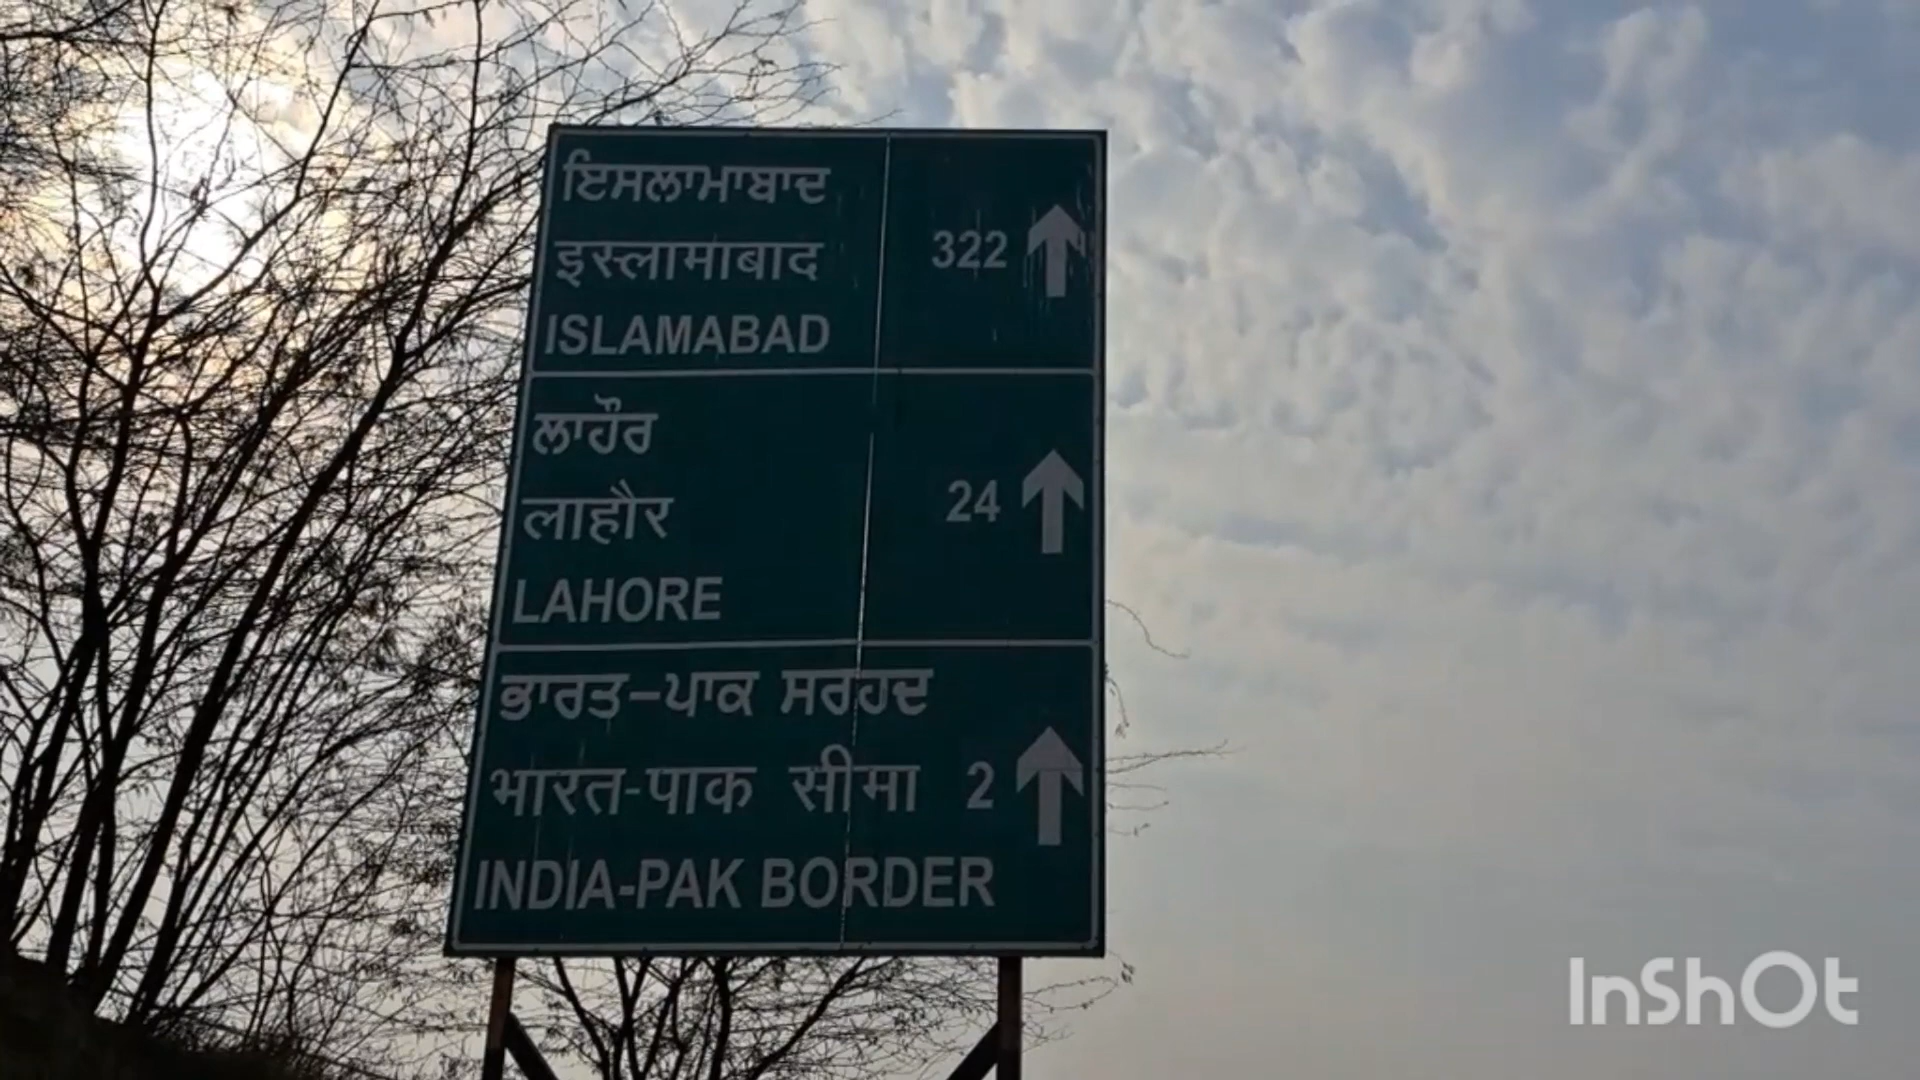 ਇਸਲਾਮਾਬਾਦ
इस्लामाबाद
322
ISLAMABAD
ਲਾਹੌਰ
लाहौर
24
LAHORE
ਭਾਰਤ–ਪਾਕ ਸਰਹਦ
भारत-पाक सीमा
2
INDIA-PAK BORDER
InShOt